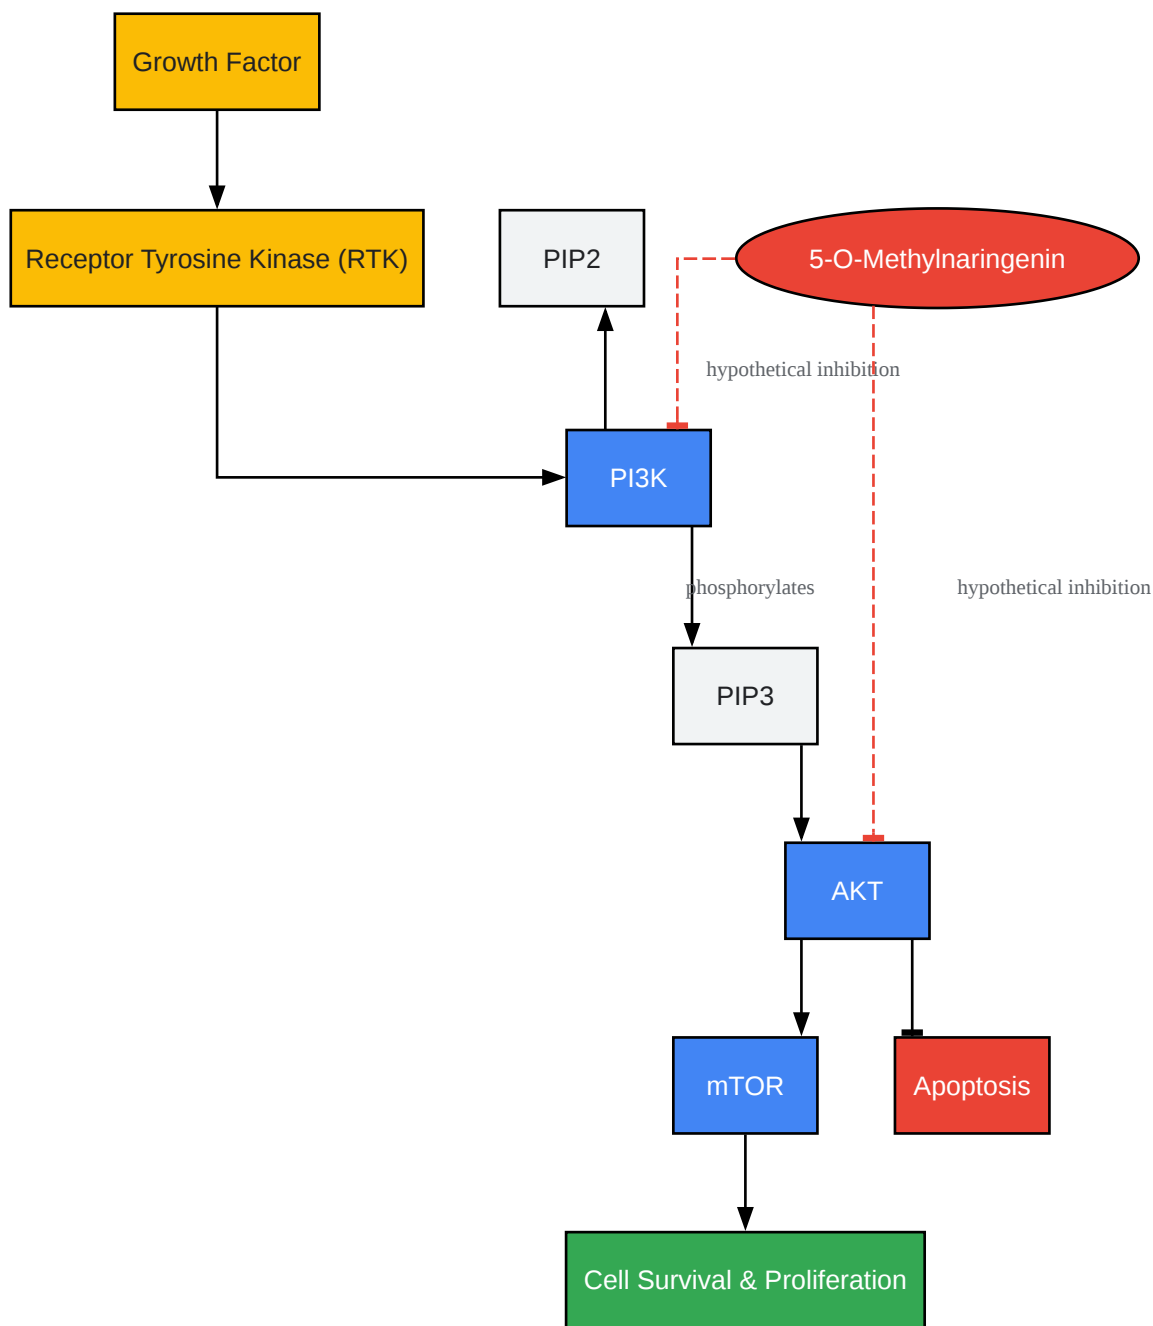 Growth Factor
Receptor Tyrosine Kinase (RTK)
PIP2
5-O-Methylnaringenin
hypothetical inhibition
PI3K
phosphorylates
hypothetical inhibition
PIP3
AKT
mTOR
Apoptosis
Cell Survival & Proliferation